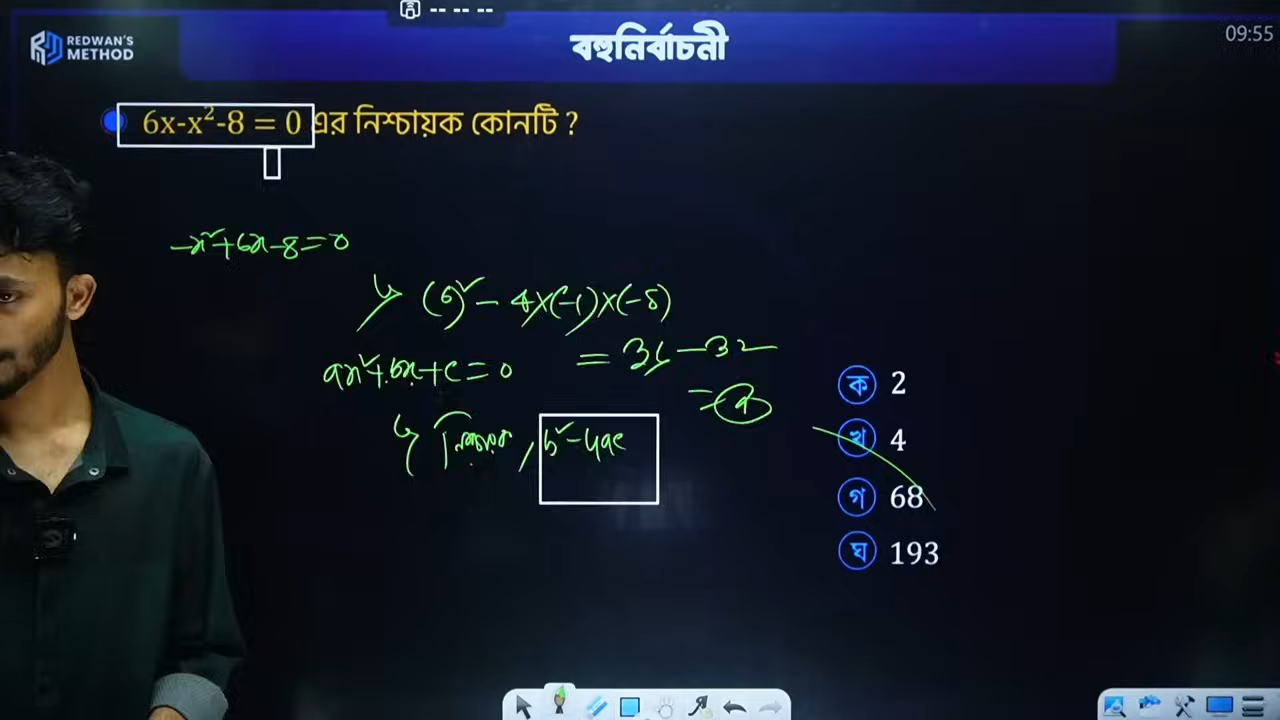 REDWAN'S
METHOD
বহুনির্বাচনী
09:55
6x-x²-8 = 0 এর নিশ্চায়ক কোনটি ?
-x²+6x-8=0
(6)² - 4×(-1)×(-8)
= 36-32
= 4
ax²+bx+c=0
নিশ্চায়ক, b²-4ac
ক 2
খ 4
গ 68
ঘ 193